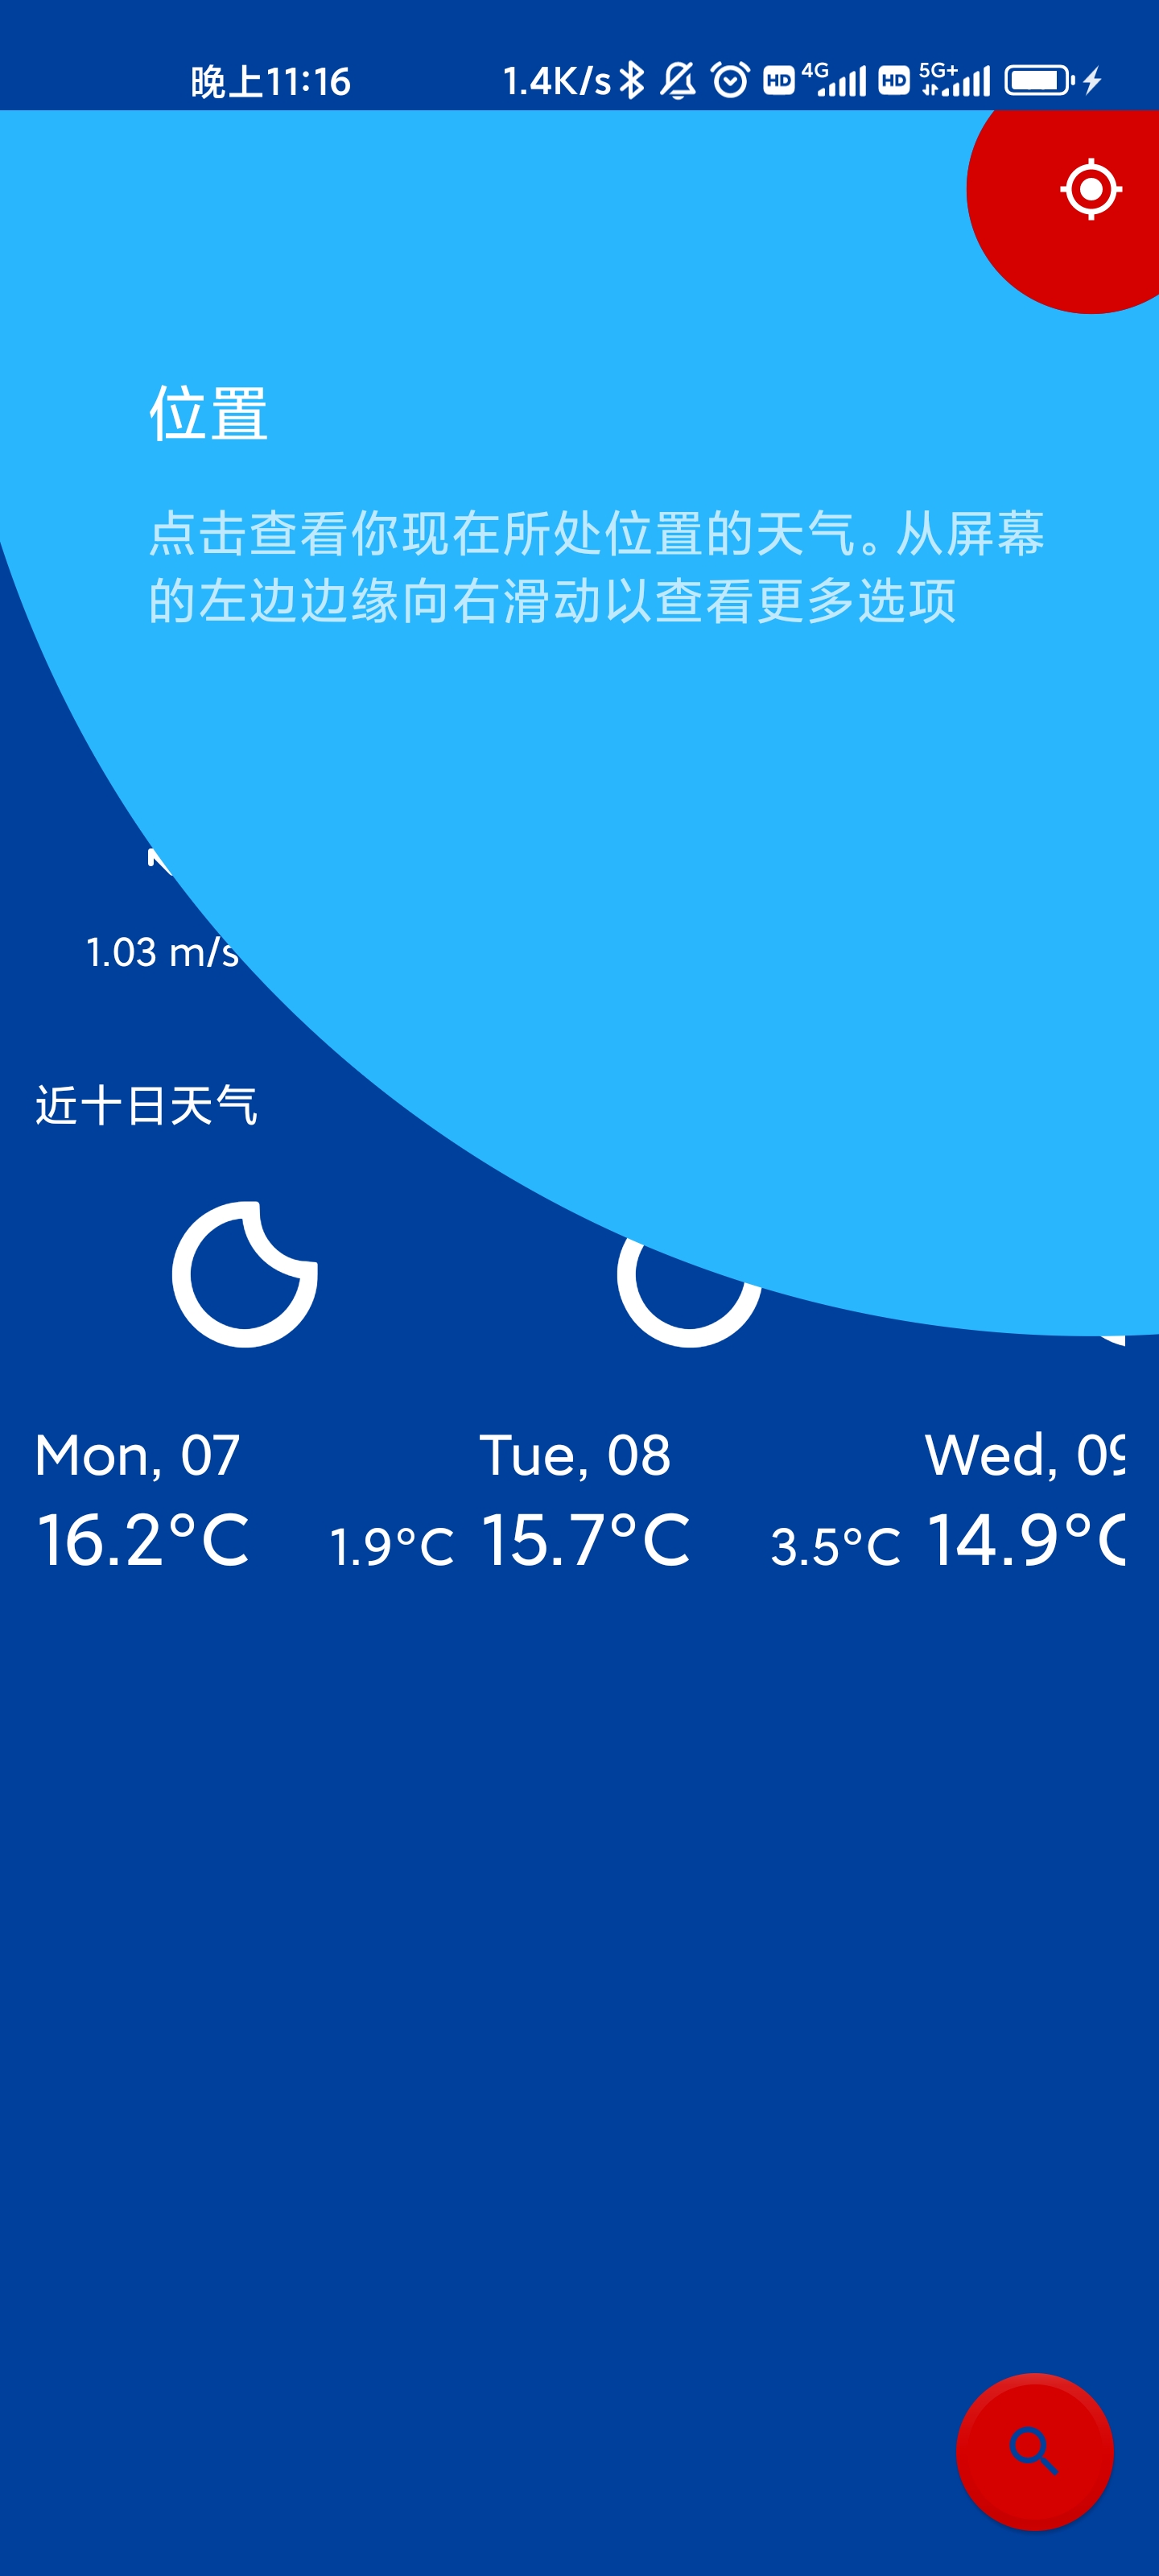 晚上11:16 1.4K/s HD 4G HD 5G+
位置
点击查看你现在所处位置的天气。从屏幕
的左边边缘向右滑动以查看更多选项
1.03 m/s
近十日天气
Mon, 07 Tue, 08 Wed, 09
16.2°C 1.9°C 15.7°C 3.5°C 14.9°C